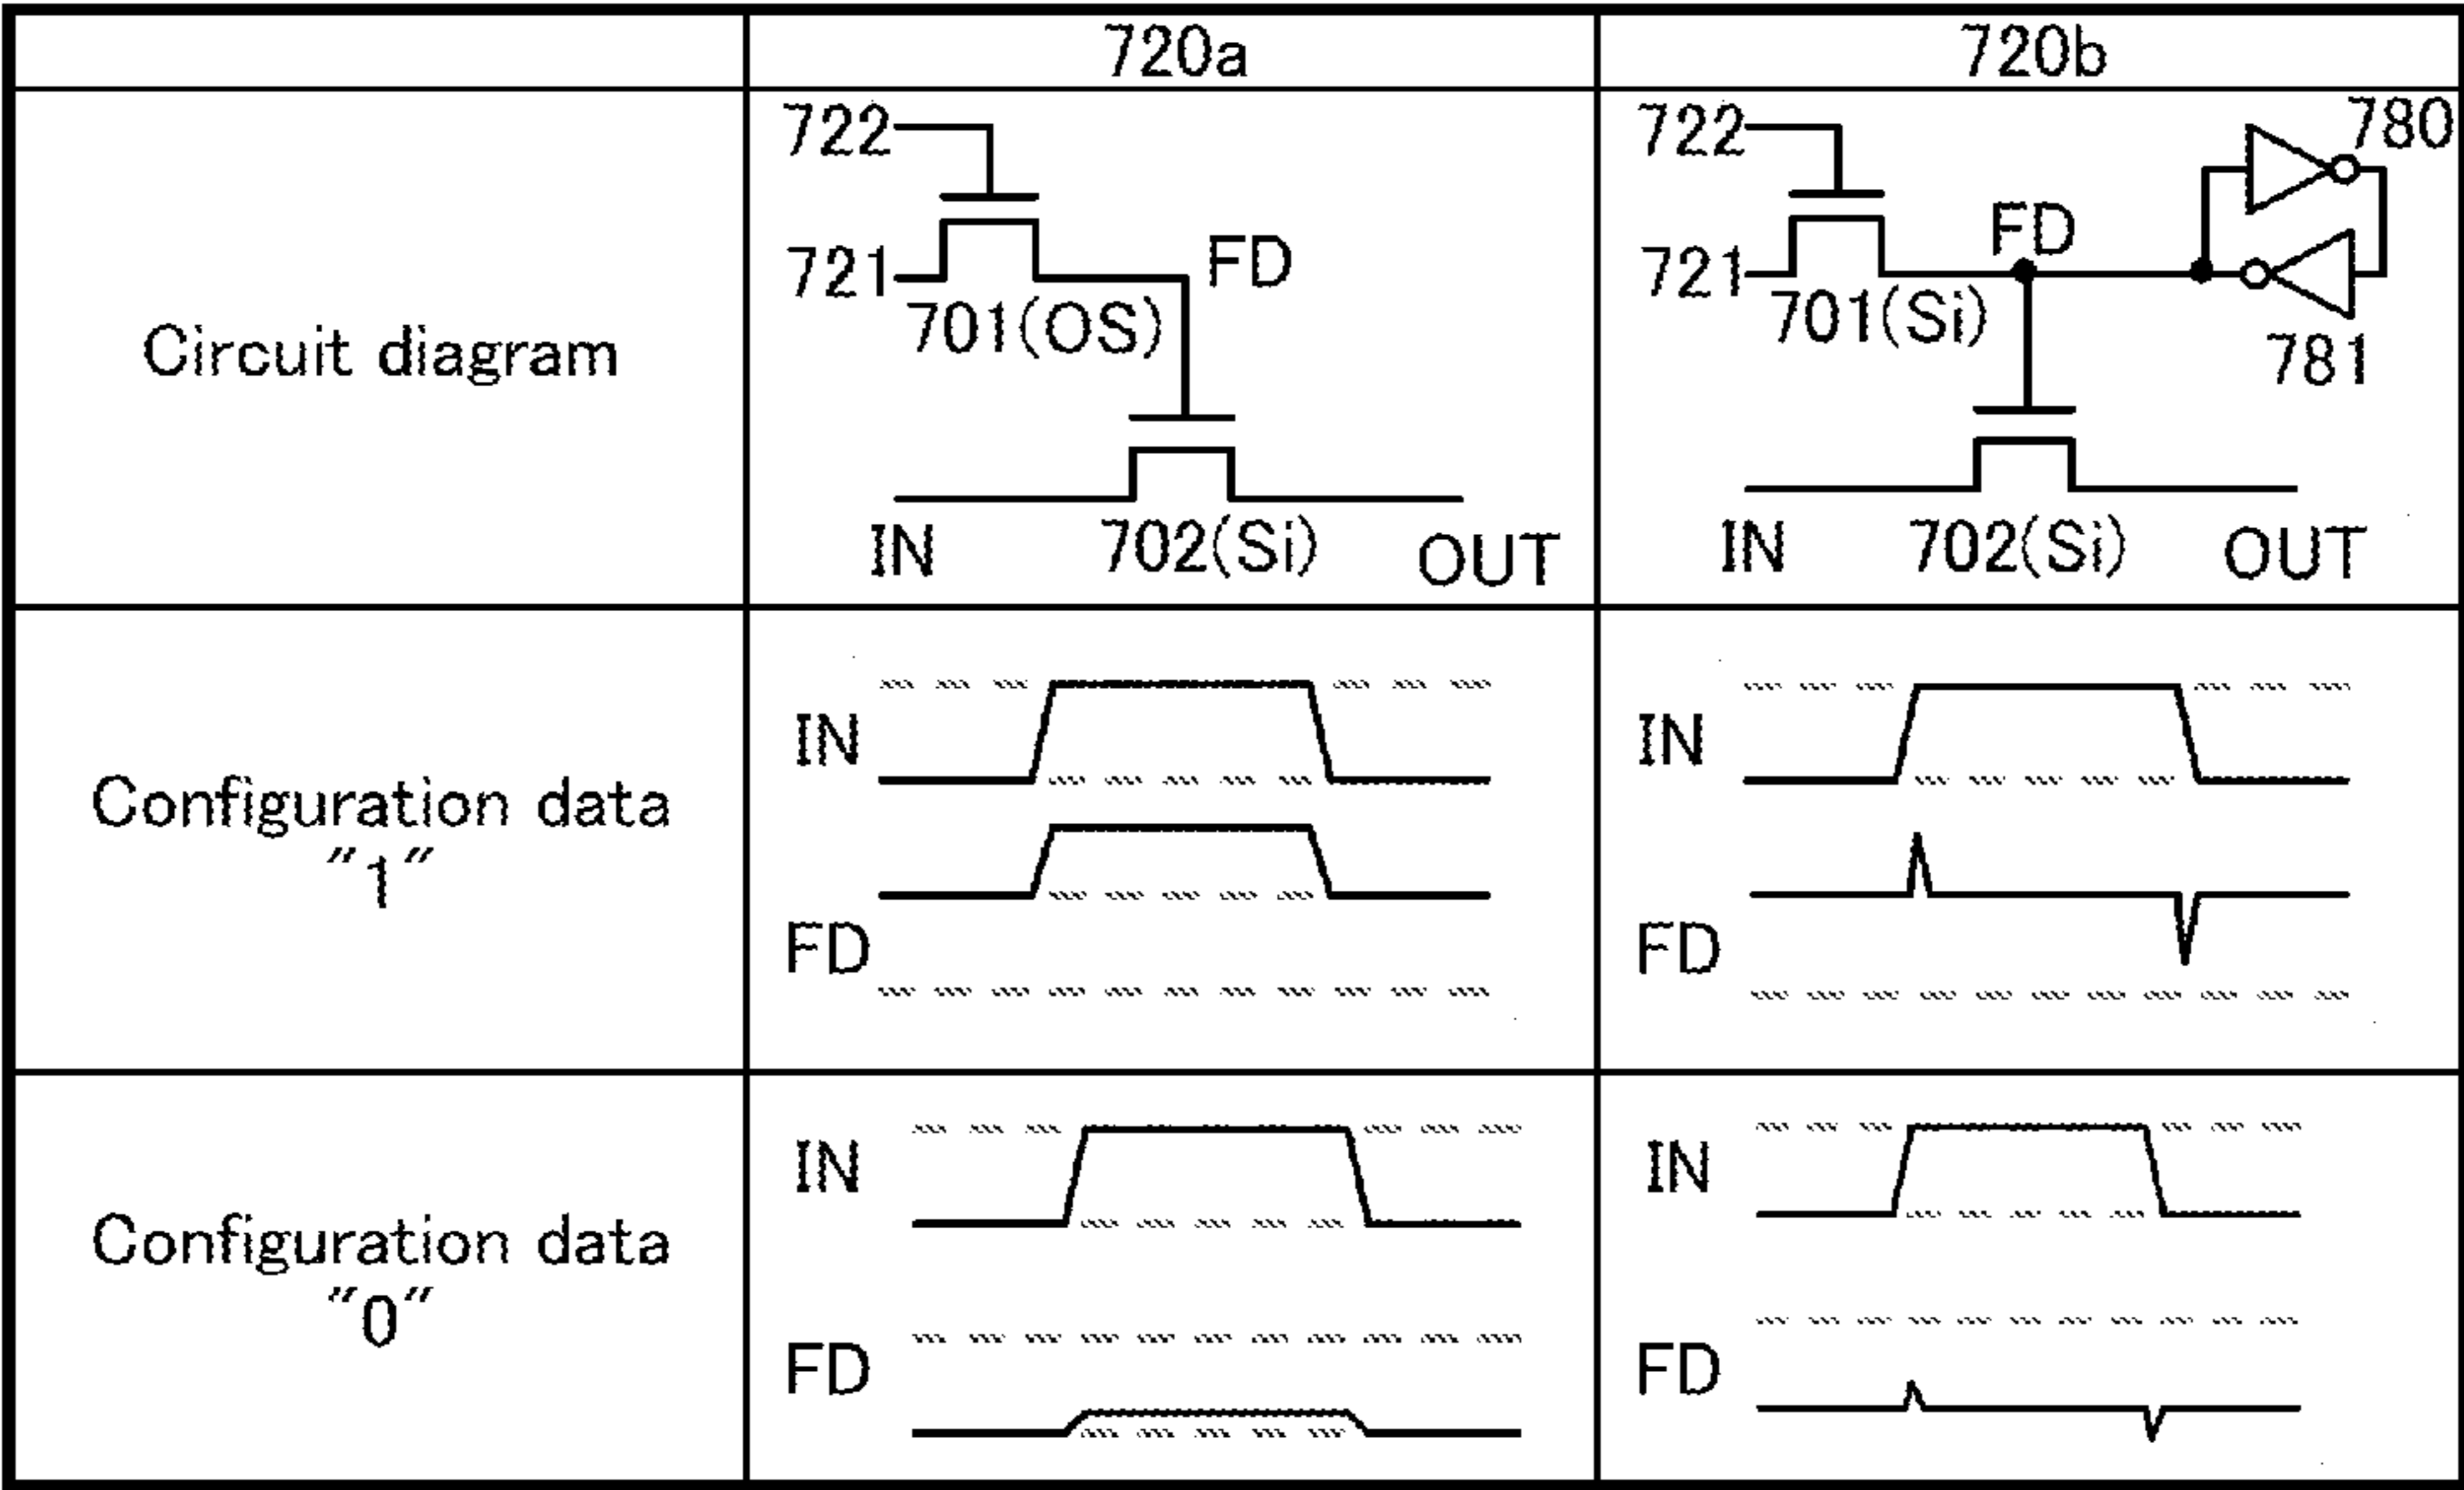 720a
720b
Circuit diagram
722
721
701(OS)
FD
IN
702(Si)
OUT
722
721
701(Si)
FD
780
781
IN
702(Si)
OUT
Configuration data
"1"
IN
FD
IN
FD
Configuration data
"0"
IN
FD
IN
FD